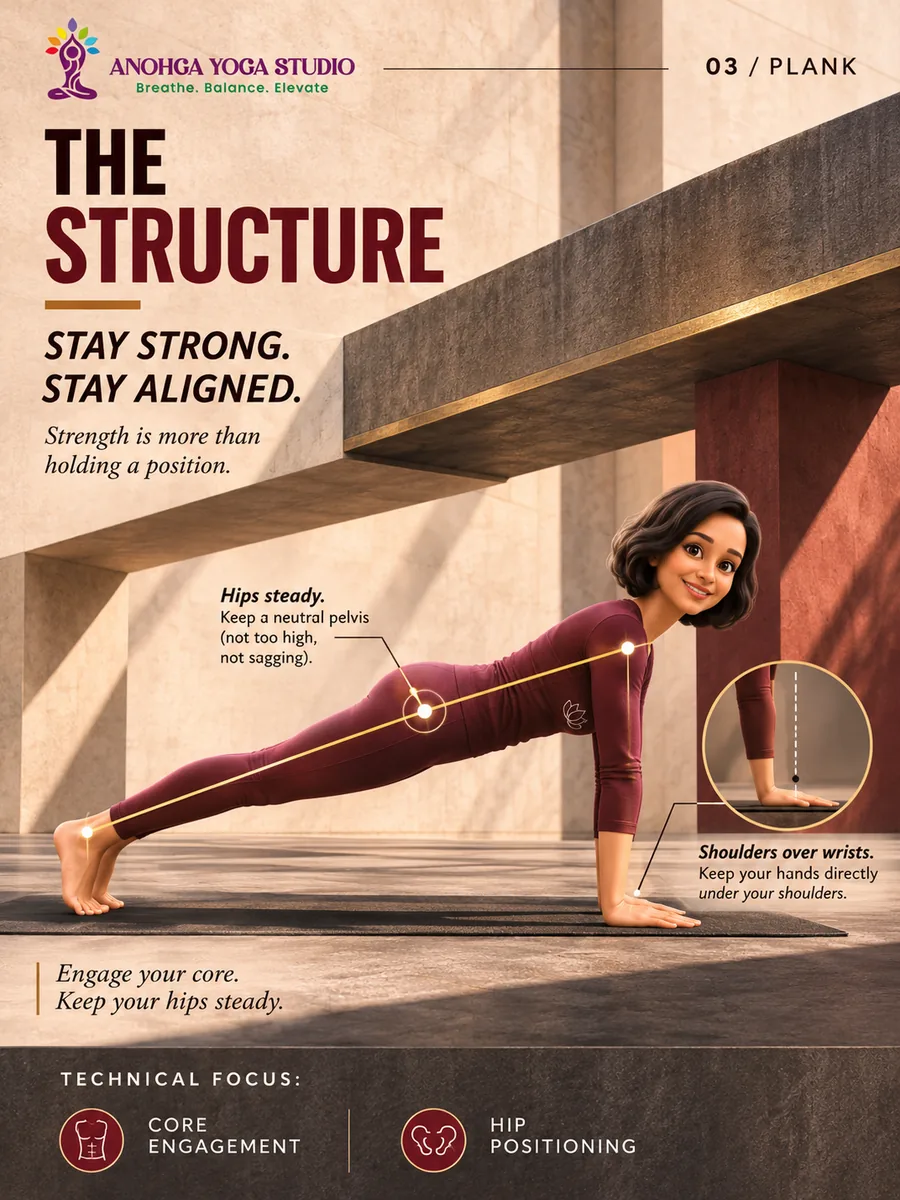 ANOHGA YOGA STUDIO
Breathe. Balance. Elevate
03 / PLANK
THE
STRUCTURE
STAY STRONG.
STAY ALIGNED.
Strength is more than
holding a position.
Hips steady.
Keep a neutral pelvis
(not too high,
not sagging).
Shoulders over wrists.
Keep your hands directly
under your shoulders.
Engage your core.
Keep your hips steady.
TECHNICAL FOCUS:
CORE
ENGAGEMENT
HIP
POSITIONING